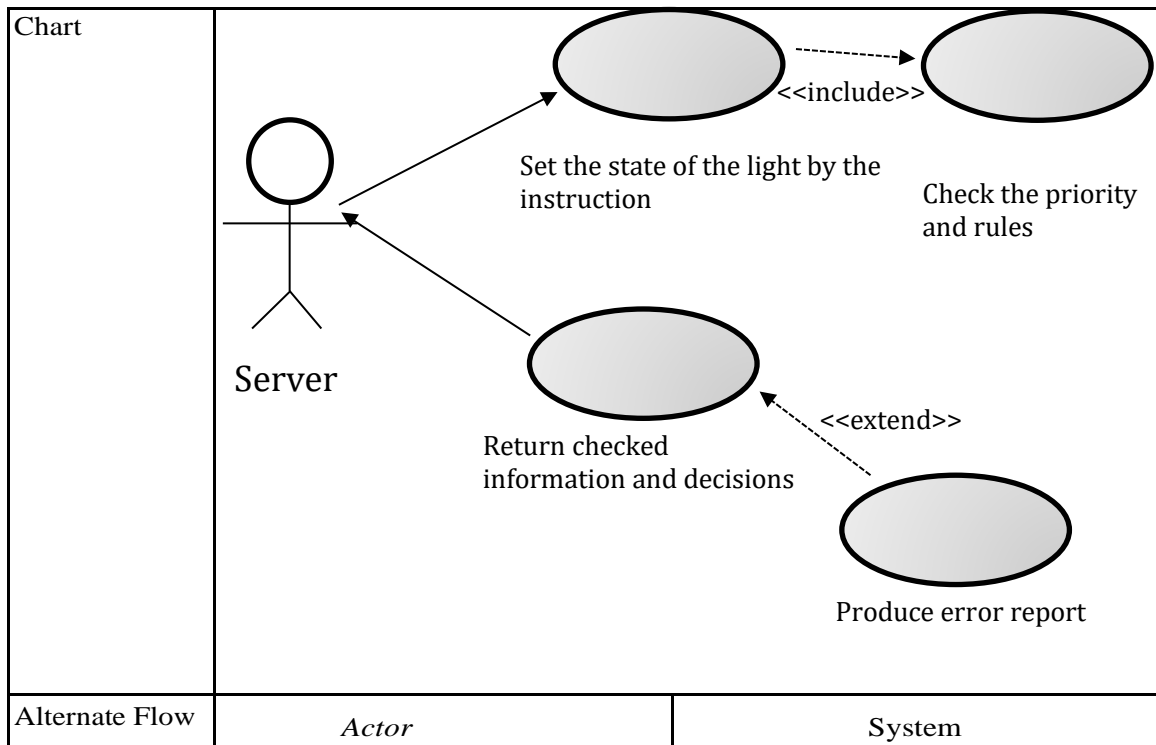 Chart
<<include>>
Set the state of the light by the
instruction
Check the priority
and rules
Server
Return checked
information and decisions
<<extend>>
Produce error report
Alternate Flow
Actor
System